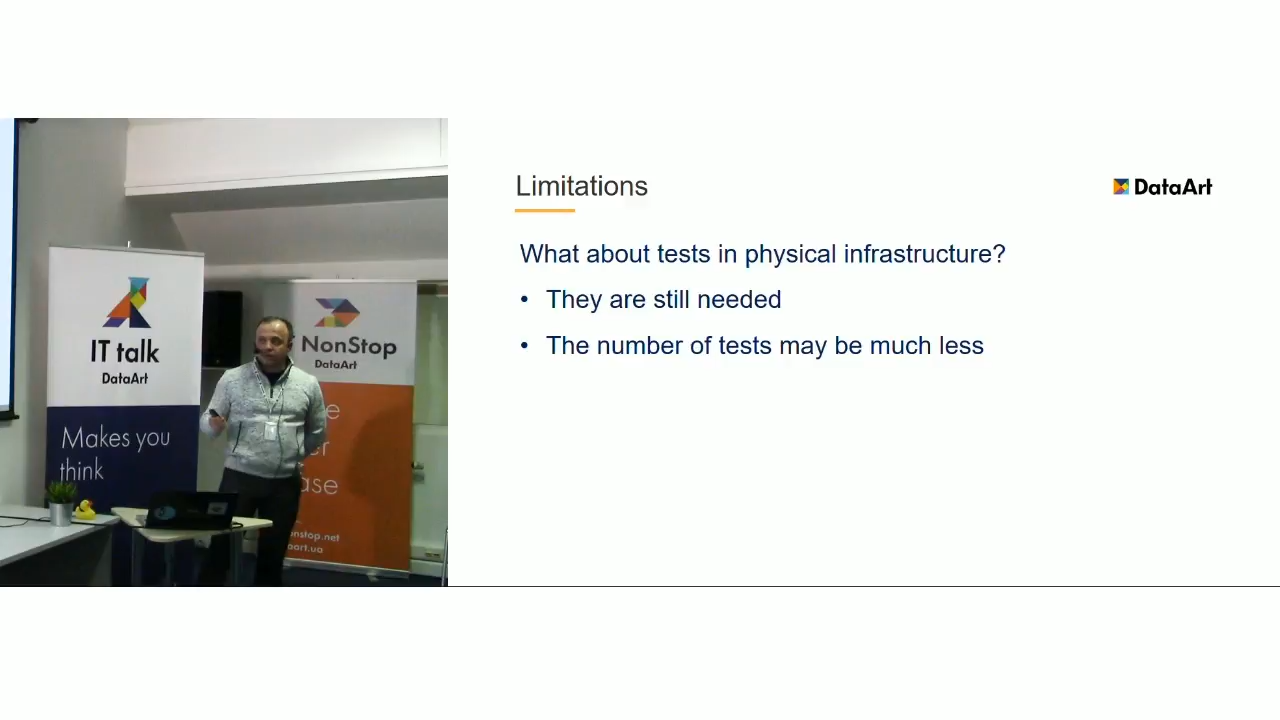 IT talk
DataArt
Makes you
think
NonStop
DataArt
Limitations
DataArt
What about tests in physical infrastructure?
• They are still needed
• The number of tests may be much less